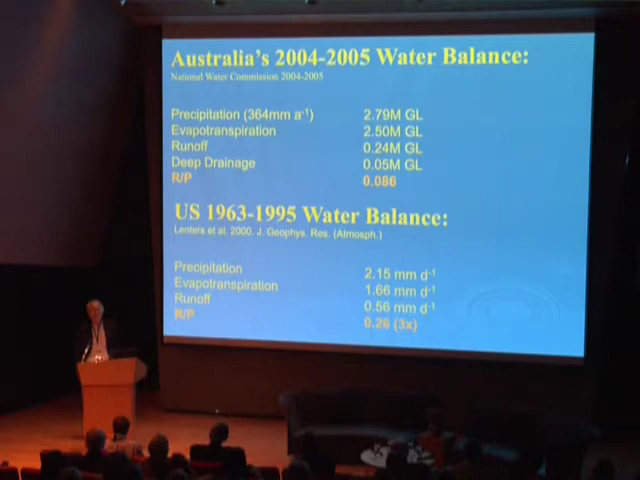 Australia's 2004-2005 Water Balance:
National Water Commission 2004-2005
Precipitation (364mm a⁻¹) 2.79M GL
Evapotranspiration 2.50M GL
Runoff 0.24M GL
Deep Drainage 0.05M GL
R/P 0.086
US 1963-1995 Water Balance:
Lenters et al. 2000. J. Geophys. Res. (Atmosph.)
Precipitation 2.15 mm d⁻¹
Evapotranspiration 1.66 mm d⁻¹
Runoff 0.56 mm d⁻¹
R/P 0.26 (3x)